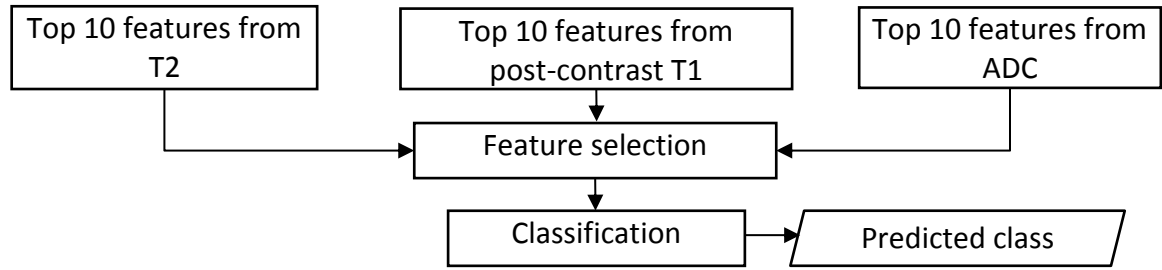 Top 10 features from
T2
Top 10 features from
post-contrast T1
Top 10 features from
ADC
Feature selection
Classification
Predicted class